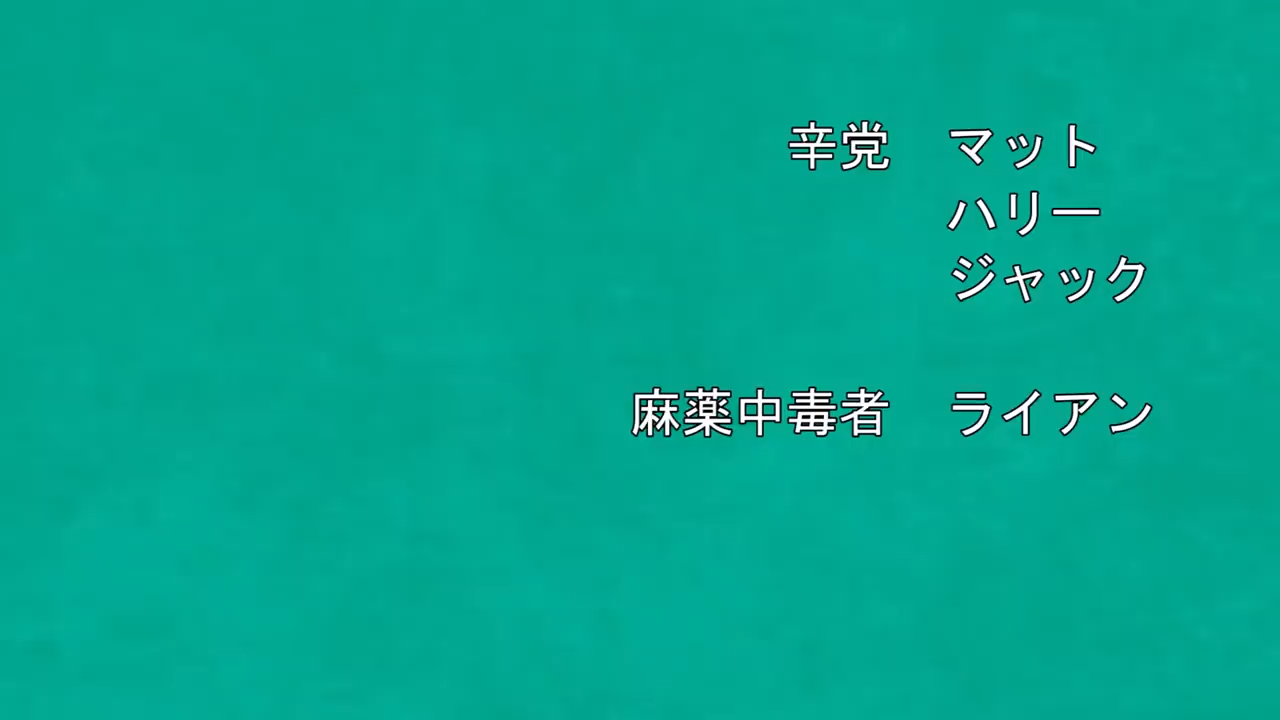 辛党　マット
ハリー
ジャック
麻薬中毒者　ライアン